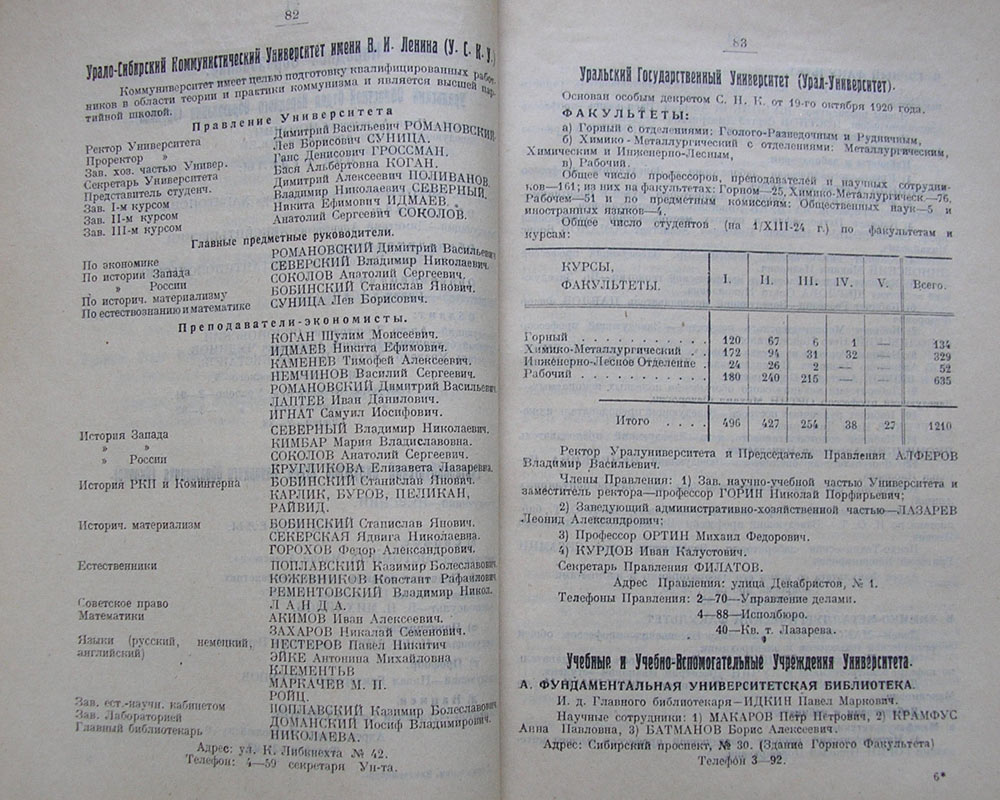 82
Урало-Сибирский Коммунистический Университет имени В. И. Ленина (У. С. К. У.)
Коммуниверситет имеет целью подготовку квалифицированных работ-
ников в области теории и практики коммунизма и является высшей пар-
тийной школой.
Правление Университета
Ректор Университета Димитрий Васильевич РОМАНОВСКИЙ
Проректор » Лев Борисович СУНИЦА.
Зав. хоз. частью Универ. Ганс Денисович ГРОССМАН.
Секретарь Университета Бася Альбертовна КОГАН.
Представитель студенч. Димитрий Алексеевич ПОЛИВАНОВ.
Зав. I-м курсом Владимир Николаевич СЕВЕРНЫЙ.
Зав. II-м курсом Никита Ефимович ИДМАЕВ.
Зав. III-м курсом Анатолий Сергеевич СОКОЛОВ.
Главные предметные руководители.
По экономике РОМАНОВСКИЙ Димитрий Васильевич
По истории Запада СЕВЕРСКИЙ Владимир Николаевич.
» России СОКОЛОВ Анатолий Сергеевич.
По историч. материализму БОБИНСКИЙ Станислав Янович.
По естествознанию и математике СУНИЦА Лев Борисович.
Преподаватели-экономисты.
КОГАН Шулим Моисеевич.
ИДМАЕВ Никита Ефимович.
КАМЕНЕВ Тимофей Алексеевич.
НЕМЧИНОВ Василий Сергеевич.
РОМАНОВСКИЙ Димитрий Васильевич
ЛАПТЕВ Иван Данилович.
ИГНАТ Самуил Иосифович.
История Запада СЕВЕРНЫЙ Владимир Николаевич.
» » КИМБАР Мария Владиславовна.
» России СОКОЛОВ Анатолий Сергеевич.
КРУГЛИКОВА Елизавета Лазаревна.
История РКП и Коминтерна БОБИНСКИЙ Станислав Янович.
КАРЛИК, БУРОВ, ПЕЛИКАН,
РАЙВИД.
Историч. материализм БОБИНСКИЙ Станислав Янович.
СЕКЕРСКАЯ Ядвига Николаевна.
ГОРОХОВ Федор Александрович.
Естественники ПОПЛАВСКИЙ Казимир Болеславович
КОЖЕВНИКОВ Констант Рафаилов
РЕМЕНТОВСКИЙ Владимир Никол.
Советское право ЛАНДА.
Математики АКИМОВ Иван Алексеевич.
ЗАХАРОВ Николай Семенович.
Языки (русский, немецкий, НЕСТЕРОВ Павел Никитич
английский) ЭЙКЕ Антонина Михайловна
КЛЕМЕНТЬВ
МАРКАЧЕВ М. П.
РОЙЦ.
Зав. ест.-научн. кабинетом ПОПЛАВСКИЙ Казимир Болеславович
Зав. Лабораторией ДОМАНСКИЙ Иосиф Владимирович.
Главный библиотекарь НИКОЛАЕВА.
Адрес: ул. К. Либкнехта № 42.
Телефон: 4—59 секретаря Ун-та.
83
Уральский Государственный Университет (Урал-Университет).
Основан особым декретом С. Н. К. от 19-го октября 1920 года.
ФАКУЛЬТЕТЫ:
а) Горный с отделениями: Геолого-Разведочным и Рудничным,
б) Химико-Металлургический с отделениями: Металлургическим,
Химическим и Инженерно-Лесным,
в) Рабочий.
Общее число профессоров, преподавателей и научных сотрудни-
ков—161; из них на факультетах: Горном—25, Химико-Металлургическ.—76,
Рабочем—51 и по предметным комиссиям: Общественных наук—5 и
иностранных языков—4.
Общее число студентов (на 1/XIII-24 г.) по факультетам и
курсам:
КУРСЫ, ФАКУЛЬТЕТЫ. I. II. III. IV. V. Всего.
Горный 120 67 6 1 — 134
Химико-Металлургический 172 94 31 32 — 329
Инженерно-Лесное Отделение 24 26 2 — — 52
Рабочий 180 240 215 — — 635
Итого 496 427 254 38 27 1210
Ректор Уралуниверситета и Председатель Правления АЛФЕРОВ
Владимир Васильевич.
Члены Правления: 1) Зав. научно-учебной частью Университета и
заместитель ректора—профессор ГОРИН Николай Порфирьевич;
2) Заведующий административно-хозяйственной частью—ЛАЗАРЕВ
Леонид Александрович;
3) Профессор ОРТИН Михаил Федорович.
4) КУРДОВ Иван Калустович.
Секретарь Правления ФИЛАТОВ.
Адрес Правления: улица Декабристов, № 1.
Телефоны Правления: 2—70—Управление делами.
4—88—Исполбюро.
40—Кв. т. Лазарева.
Учебные и Учебно-Вспомогательные Учреждения Университета.
А. ФУНДАМЕНТАЛЬНАЯ УНИВЕРСИТЕТСКАЯ БИБЛИОТЕКА.
И. д. Главного библиотекаря—ИДКИН Павел Маркович.
Научные сотрудники: 1) МАКАРОВ Петр Петрович, 2) КРАМФУС
Анна Павловна, 3) БАТМАНОВ Борис Алексеевич.
Адрес: Сибирский проспект, № 30. (Здание Горного Факультета)
Телефон 3—92.
6*